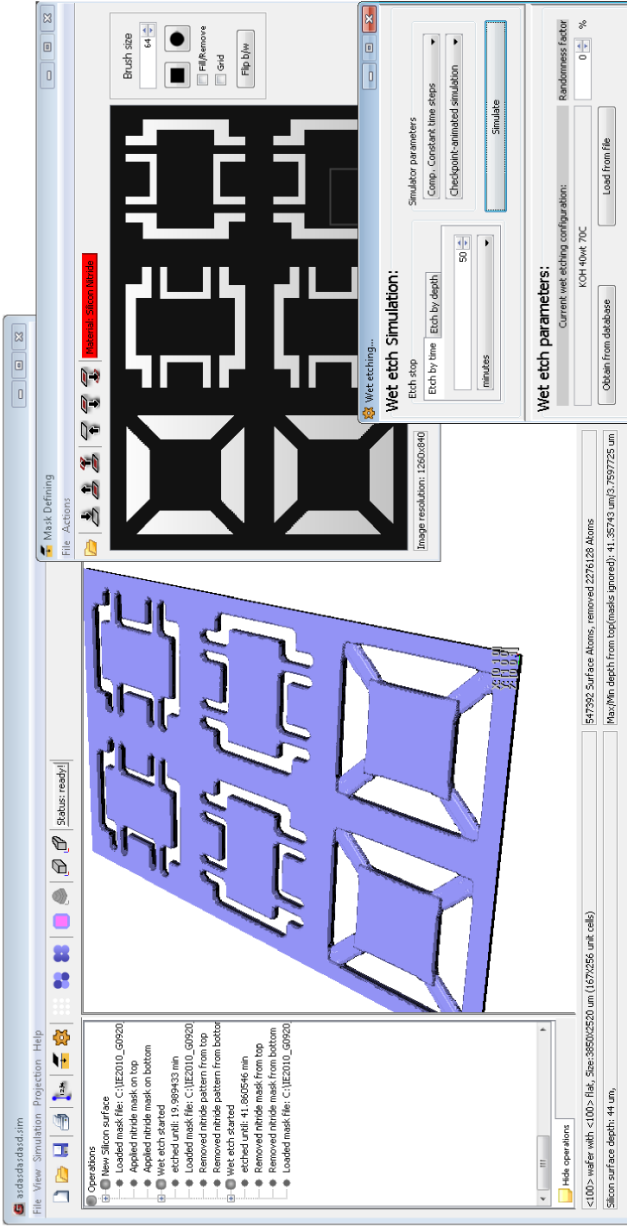 asdasdasdasd.sim
File View Simulation Projection Help
Status: ready!
Operations
New Silicon surface
Loaded mask file: C:\IE2010_G0920
Applied nitride mask on top
Applied nitride mask on bottom
Wet etch started
etched until: 19.989433 min
Loaded mask file: C:\IE2010_G0920
Removed nitride pattern from top
Removed nitride pattern from bottor
Wet etch started
etched until: 41.860546 min
Removed nitride mask from top
Removed nitride mask from bottom
Loaded mask file: C:\IE2010_G0920
Hide operations
<100> wafer with <100> flat, Size:3850X2520 um (167X256 unit cells)
547392 Surface Atoms, removed 2276128 Atoms
Silicon surface depth: 44 um,
Max/Min depth from top(masks ignored): 41.35743 um/3.7597725 um
Mask Defining
File Actions
Material: Silicon Nitride
Brush size
64
Fill/Remove
Grid
Flip b/w
Image resolution: 1260x840
Wet etching...
Wet etch Simulation:
Etch stop
Etch by time Etch by depth
50
minutes
Simulator parameters
Comp. Constant time steps
Checkpoint-animated simulation
Simulate
Wet etch parameters:
Current wet etching configuration:
Randomness factor
KOH 40wt 70C
0 %
Obtain from database
Load from file